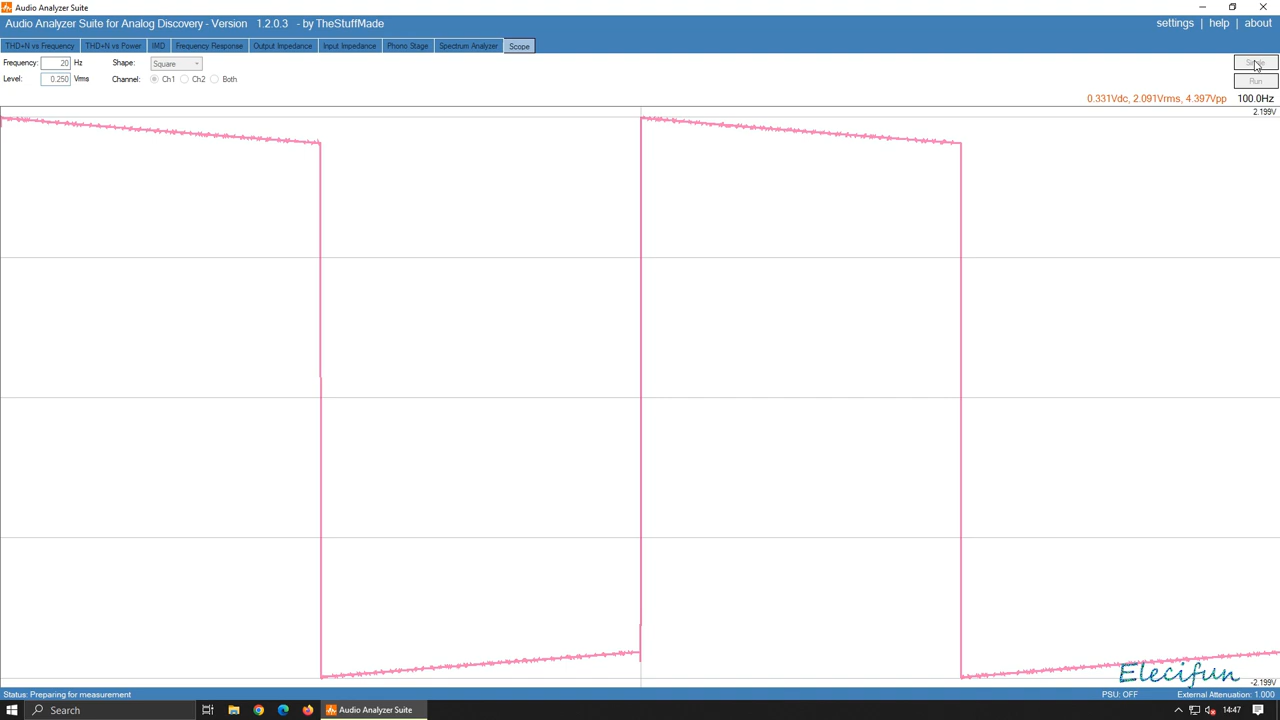 Audio Analyzer Suite
Audio Analyzer Suite for Analog Discovery - Version 1.2.0.3 - by TheStuffMade
settings | help | about
THD+N vs Frequency THD+N vs Power IMD Frequency Response Output Impedance Input Impedance Phono Stage Spectrum Analyzer Scope
Frequency: 20 Hz Shape: Square
Level: 0.250 Vrms Channel: Ch1 Ch2 Both
Run
0.331Vdc, 2.091Vrms, 4.397Vpp 100.0Hz
2.199V
Elecifun
-2.199V
Status: Preparing for measurement PSU: OFF External Attenuation: 1.000
Search Audio Analyzer Suite 14:47